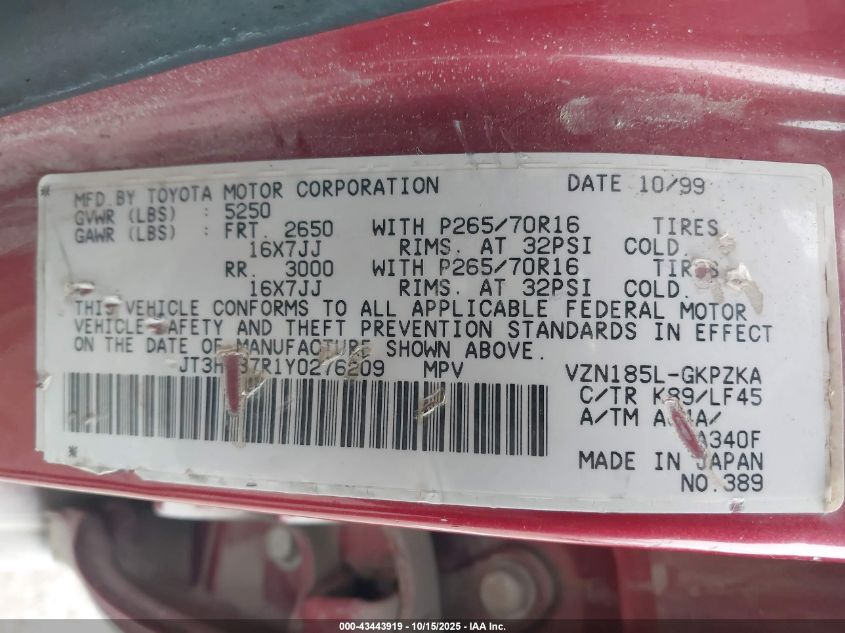 MFD BY TOYOTA MOTOR CORPORATION DATE 10/99
GVWR (LBS) : 5250
GAWR (LBS) : FRT. 2650 WITH P265/70R16 TIRES
16X7JJ RIMS. AT 32PSI COLD.
RR. 3000 WITH P265/70R16
16X7JJ RIMS. AT 32PSI COLD.
THIS VEHICLE CONFORMS TO ALL APPLICABLE FEDERAL MOTOR
VEHICLE SAFETY AND THEFT PREVENTION STANDARDS IN EFFECT
ON THE DATE OF MANUFACTURE SHOWN ABOVE.
MPV VZN185L-GKPZKA
C/TR K89/LF45
A/TM
A340F
MADE IN JAPAN
NO.389
000-43443919 - 10/15/2025 - IAA Inc.